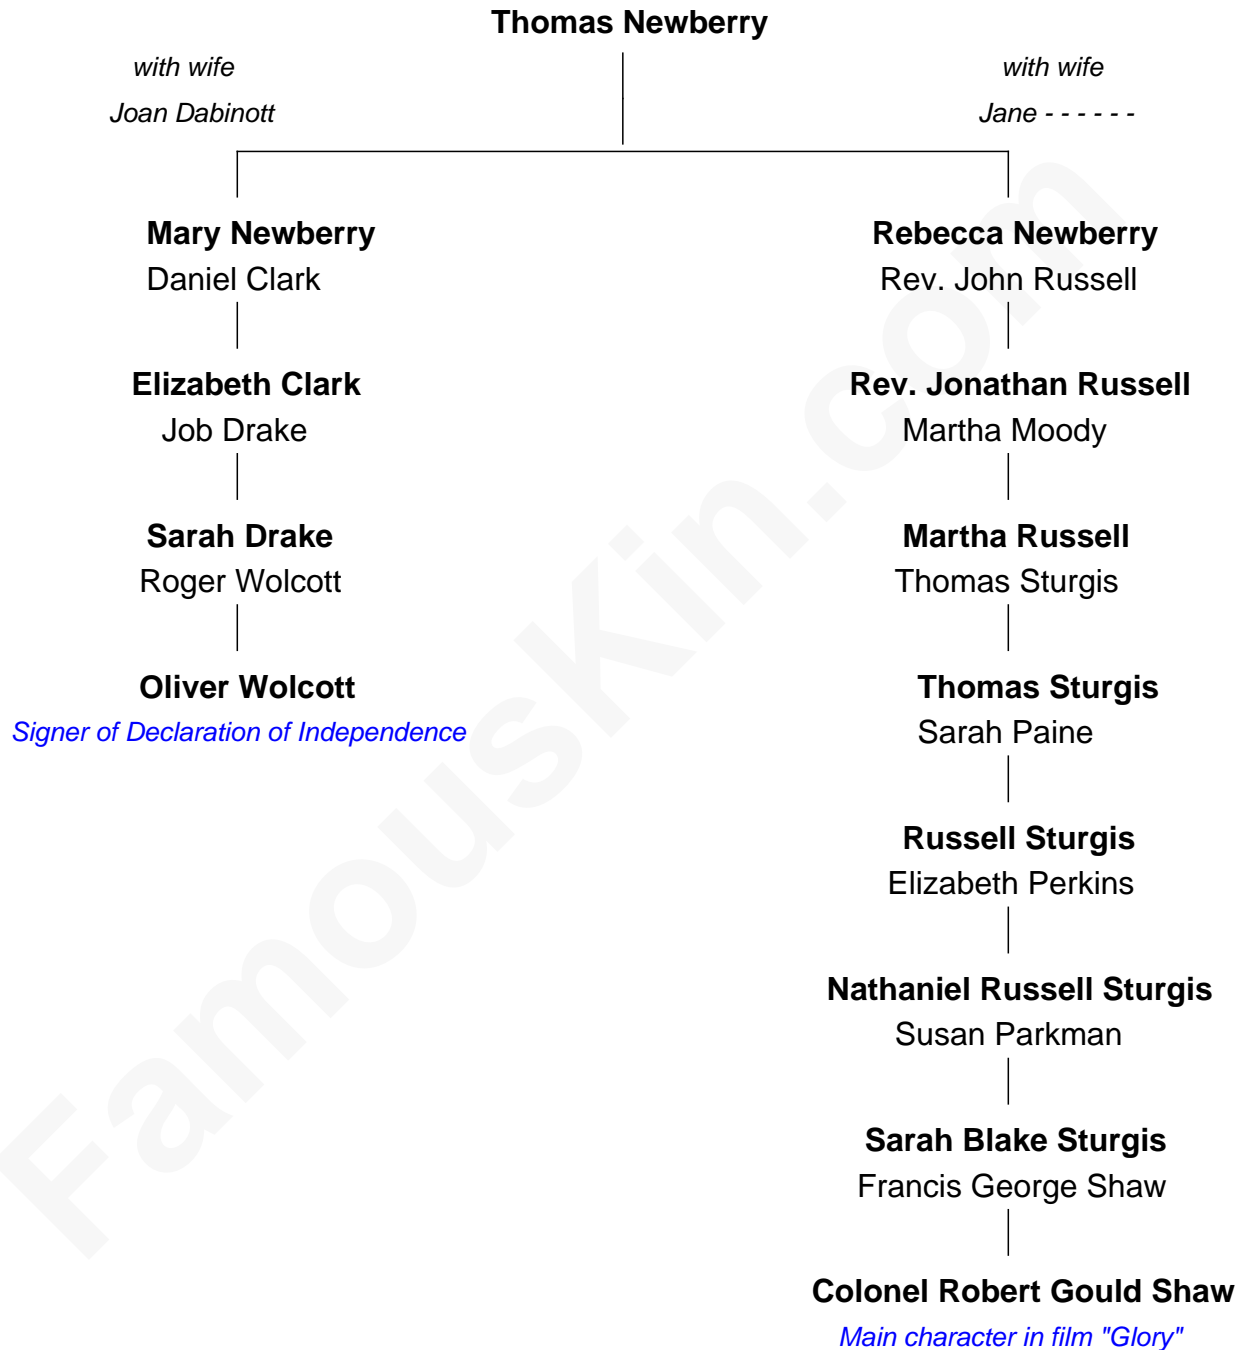 Thomas Newberry
with wife
Joan Dabinott
with wife
Jane - - - - - -
Mary Newberry
Daniel Clark
Rebecca Newberry
Rev. John Russell
Elizabeth Clark
Job Drake
Rev. Jonathan Russell
Martha Moody
Sarah Drake
Roger Wolcott
Martha Russell
Thomas Sturgis
Oliver Wolcott
Signer of Declaration of Independence
Thomas Sturgis
Sarah Paine
Russell Sturgis
Elizabeth Perkins
Nathaniel Russell Sturgis
Susan Parkman
Sarah Blake Sturgis
Francis George Shaw
Colonel Robert Gould Shaw
Main character in film "Glory"
FamousKin.com